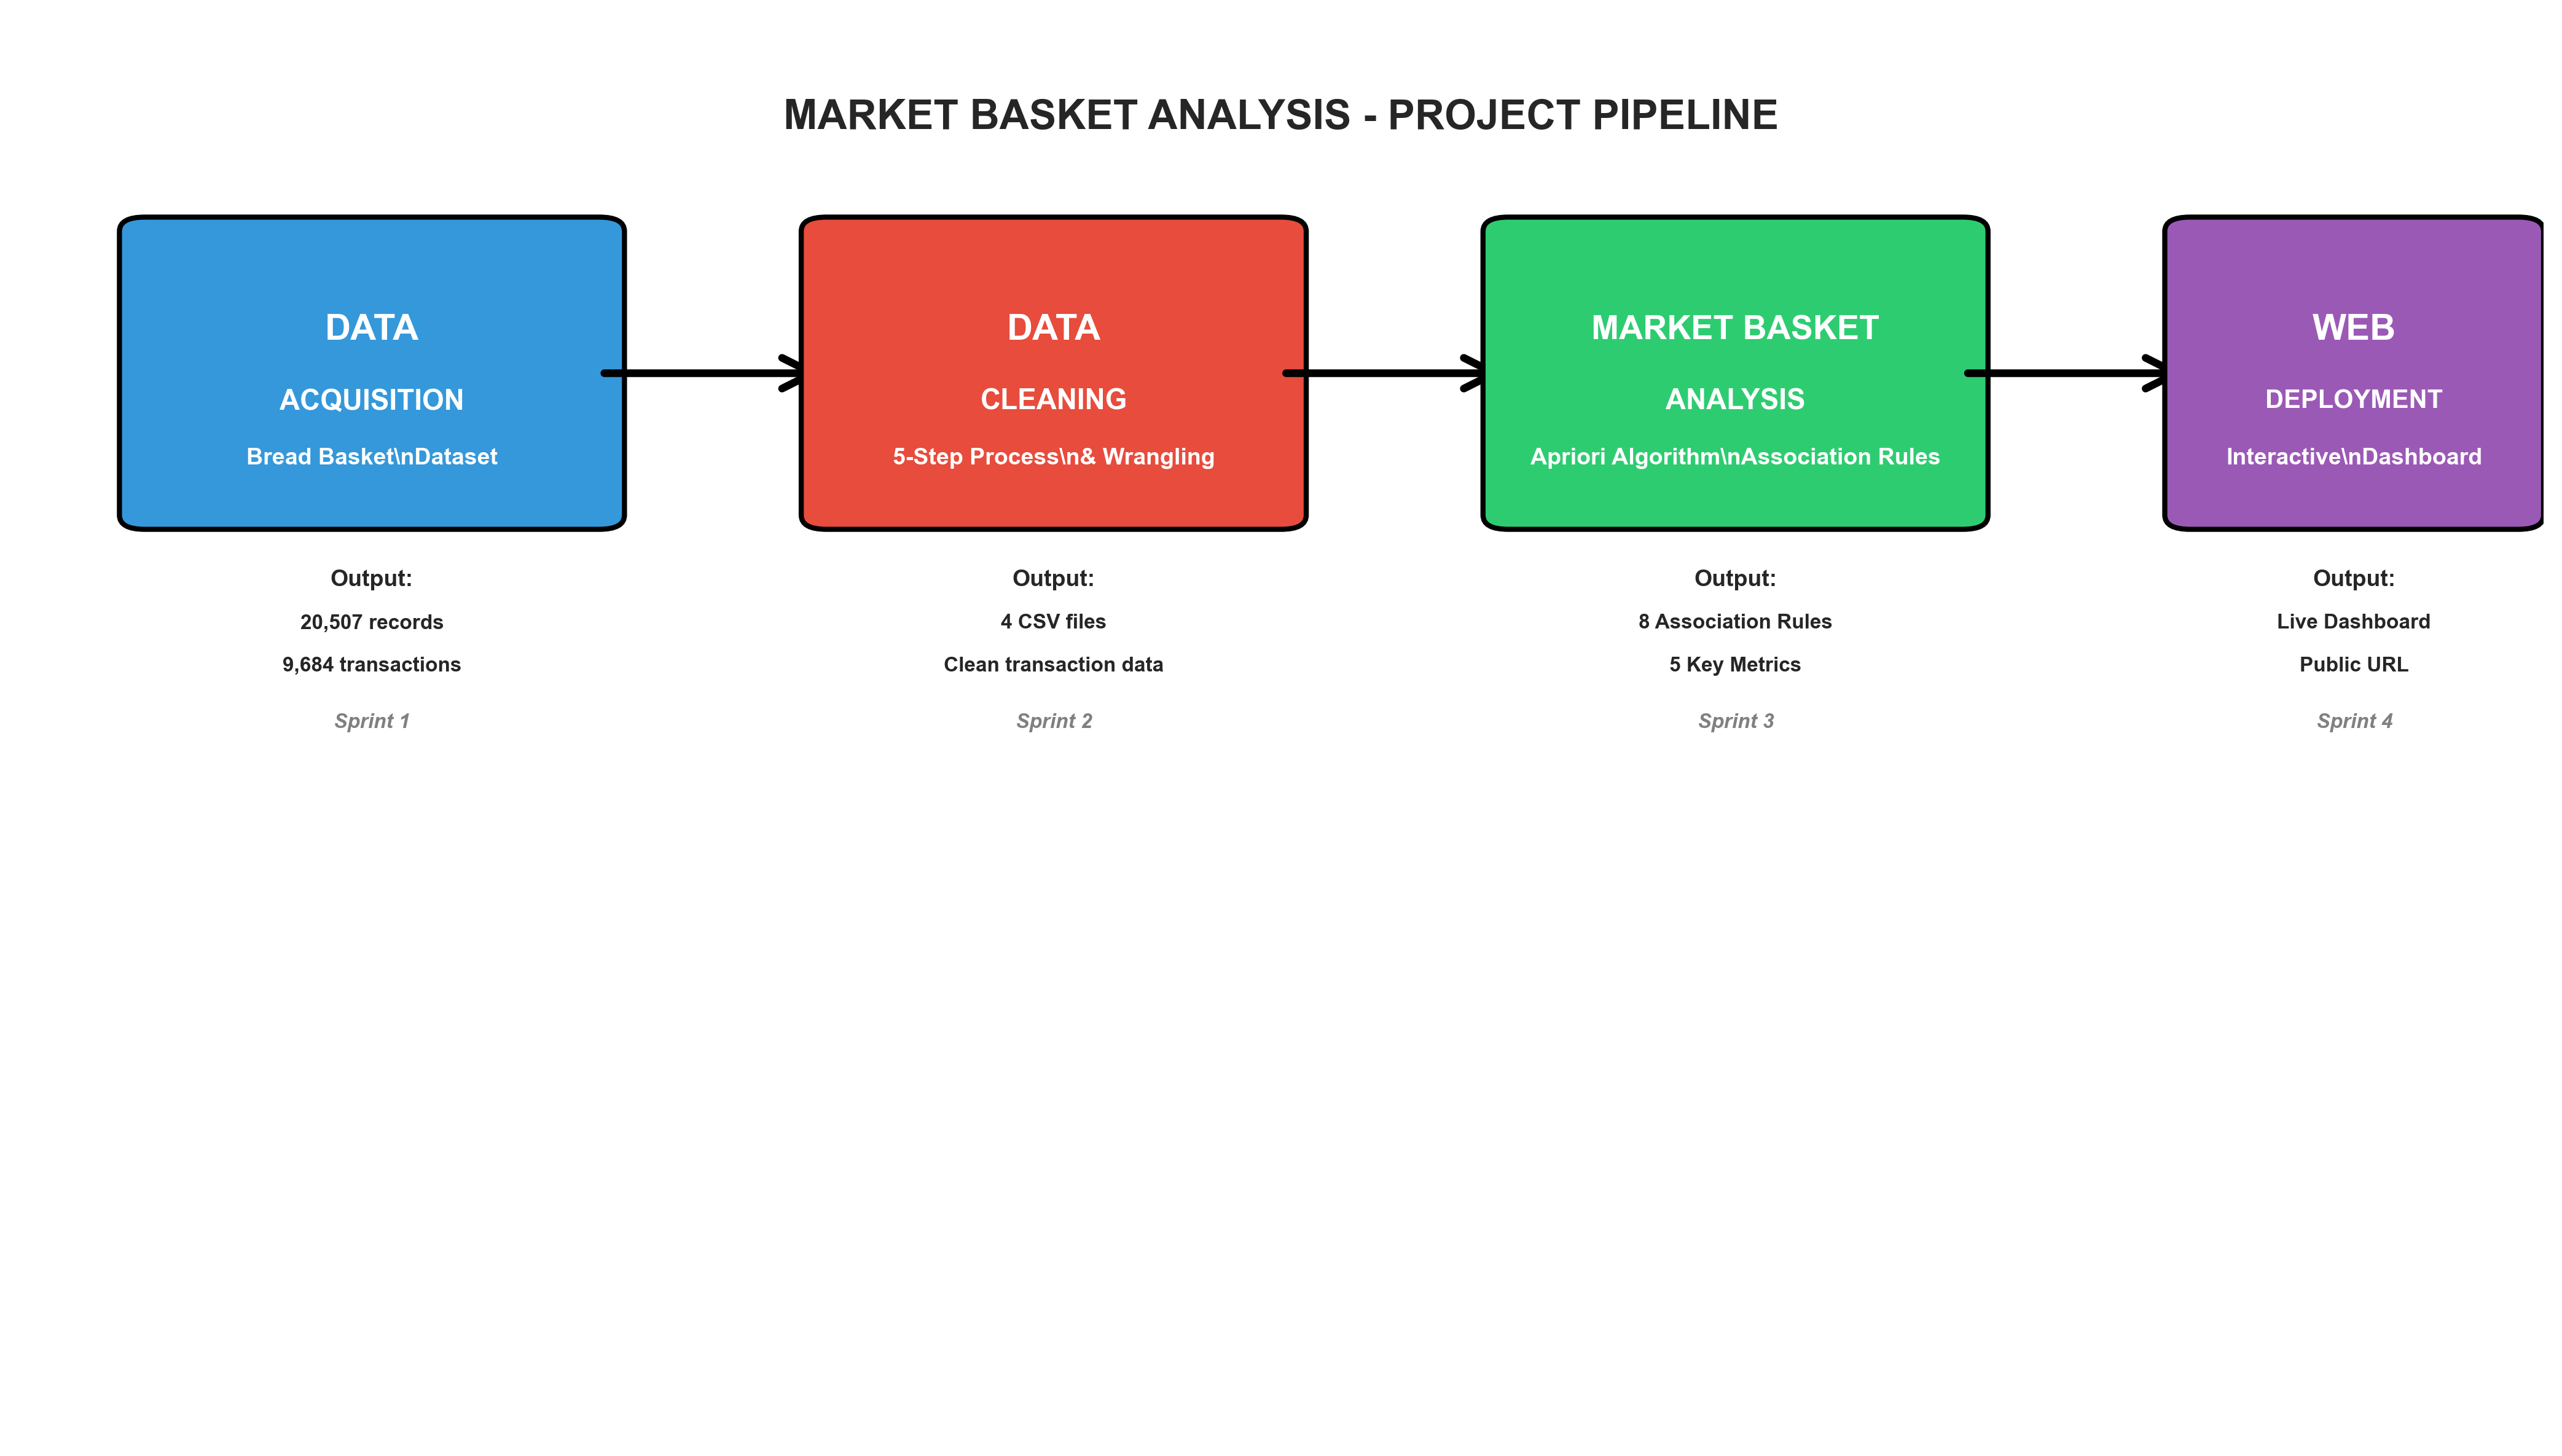 MARKET BASKET ANALYSIS - PROJECT PIPELINE
DATA
ACQUISITION
Bread Basket\nDataset
Output:
20,507 records
9,684 transactions
Sprint 1
DATA
CLEANING
5-Step Process\n& Wrangling
Output:
4 CSV files
Clean transaction data
Sprint 2
MARKET BASKET
ANALYSIS
Apriori Algorithm\nAssociation Rules
Output:
8 Association Rules
5 Key Metrics
Sprint 3
WEB
DEPLOYMENT
Interactive\nDashboard
Output:
Live Dashboard
Public URL
Sprint 4